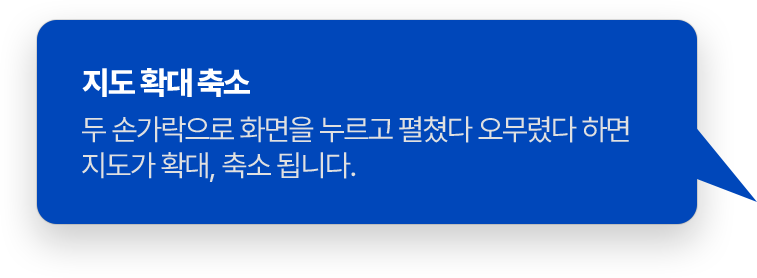 지도 확대 축소
두 손가락으로 화면을 누르고 펼쳤다 오무렸다 하면
지도가 확대, 축소 됩니다.